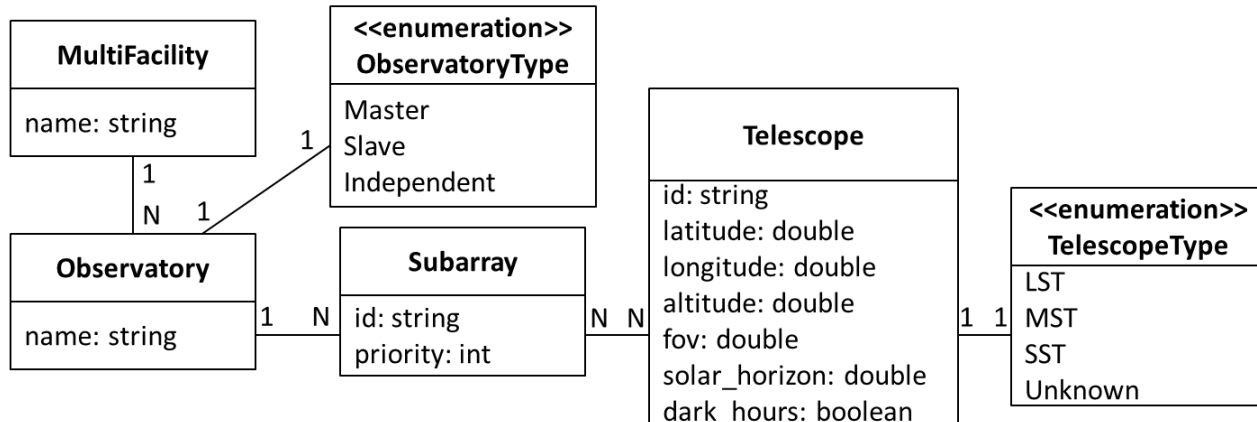 MultiFacility
name: string
<<enumeration>>
ObservatoryType
Master
Slave
Independent
1
N
1
1
Observatory
name: string
1
N
Subarray
id: string
priority: int
N
N
Telescope
id: string
latitude: double
longitude: double
altitude: double
fov: double
solar_horizon: double
dark_hours: boolean
1
1
<<enumeration>>
TelescopeType
LST
MST
SST
Unknown